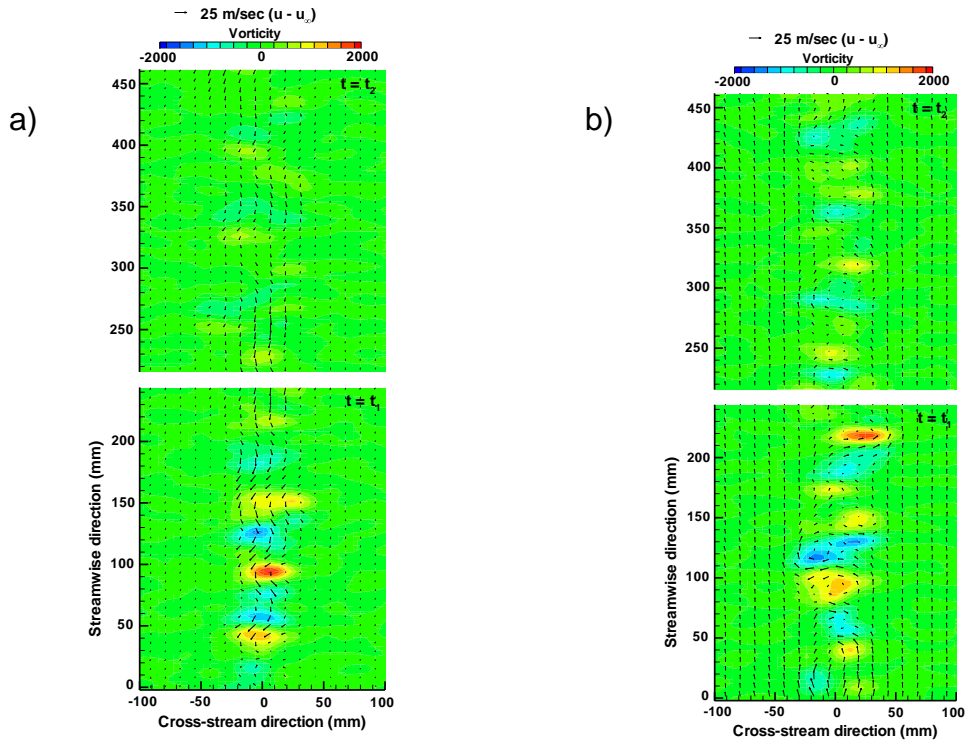 a)
25 m/sec (u - u∞)
Vorticity
-2000 0 2000
t = t2
450
400
350
300
250
t = t1
200
150
100
50
0
Streamwise direction (mm)
-100 -50 0 50 100
Cross-stream direction (mm)
b)
25 m/sec (u - u∞)
Vorticity
-2000 0 2000
t = t2
450
400
350
300
250
t = t1
200
150
100
50
0
Streamwise direction (mm)
-100 -50 0 50 100
Cross-stream direction (mm)